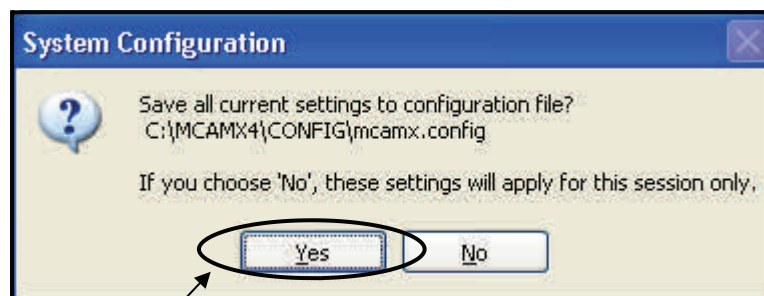 System Configuration
Save all current settings to configuration file?
C:\MCAMX4\CONFIG\mcamx.config
If you choose 'No', these settings will apply for this session only.
Yes No